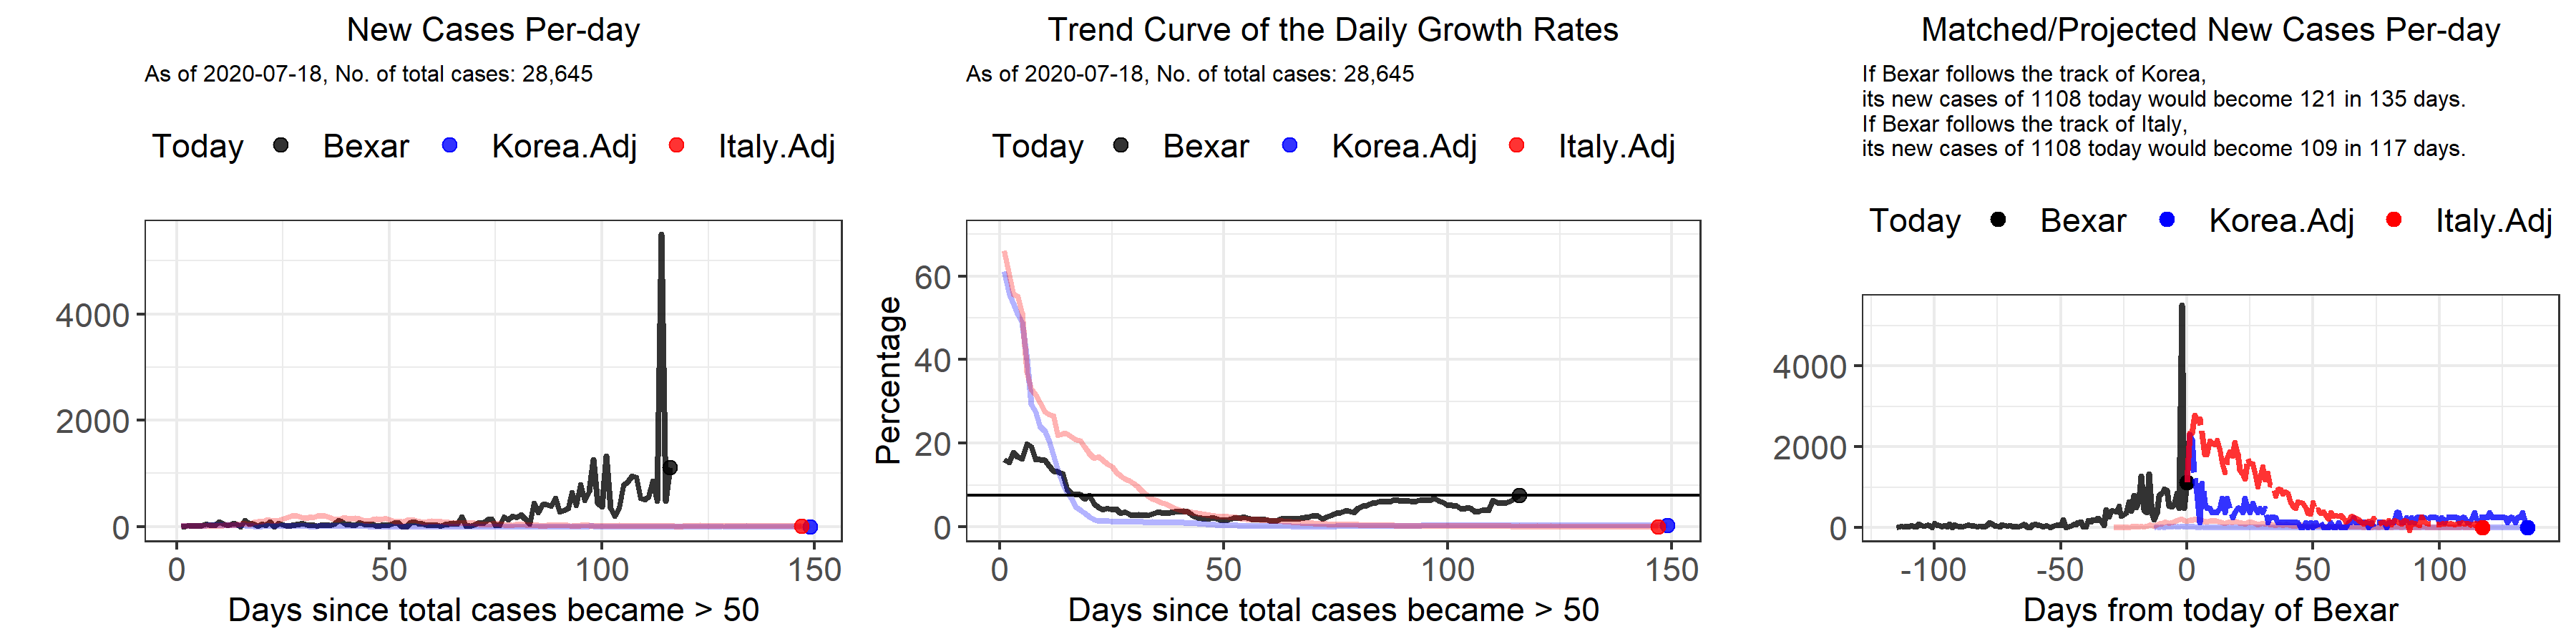 New Cases Per-day
As of 2020-07-18, No. of total cases: 28,645
Today Bexar Korea.Adj Italy.Adj
4000
2000
0
0 50 100 150
Days since total cases became > 50
Trend Curve of the Daily Growth Rates
As of 2020-07-18, No. of total cases: 28,645
Today Bexar Korea.Adj Italy.Adj
Percentage
60
40
20
0
0 50 100 150
Days since total cases became > 50
Matched/Projected New Cases Per-day
If Bexar follows the track of Korea,
its new cases of 1108 today would become 121 in 135 days.
If Bexar follows the track of Italy,
its new cases of 1108 today would become 109 in 117 days.
Today Bexar Korea.Adj Italy.Adj
4000
2000
0
-100 -50 0 50 100
Days from today of Bexar